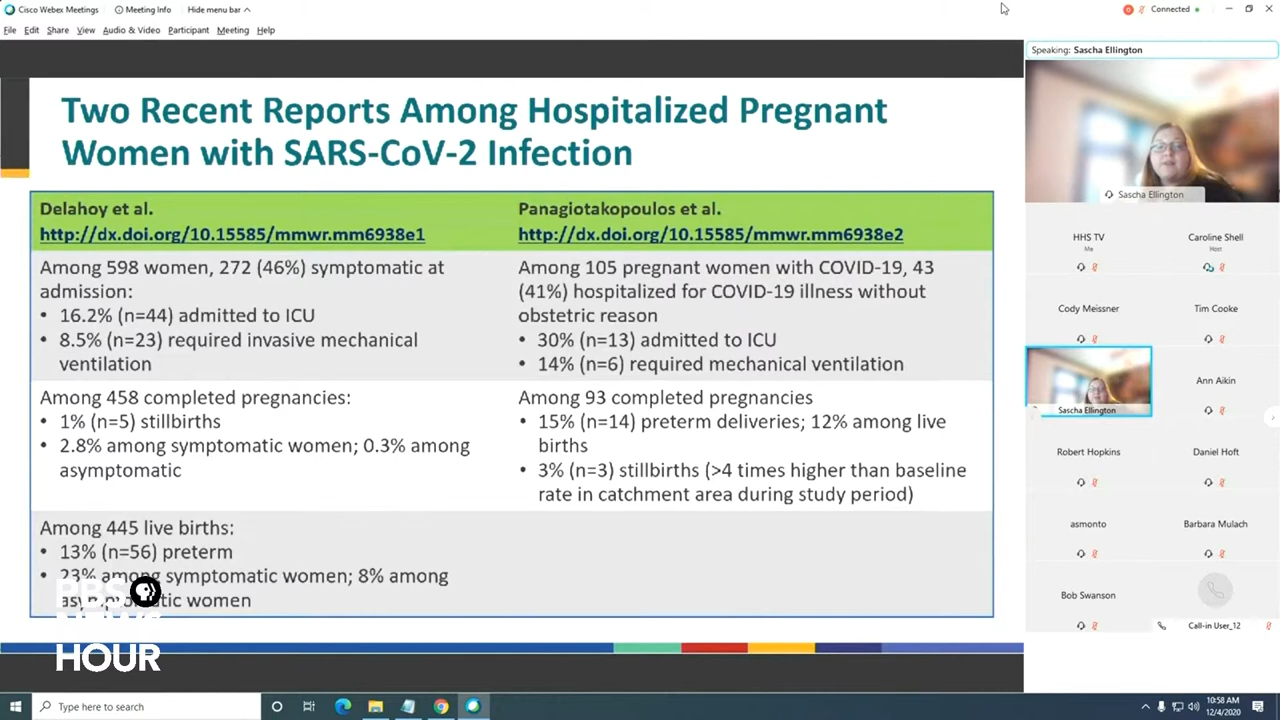 Cisco Webex Meetings
Meeting Info
Hide menu bar
Connected
File Edit Share View Audio & Video Participant Meeting Help
Two Recent Reports Among Hospitalized Pregnant
Women with SARS-CoV-2 Infection
Delahoy et al.
http://dx.doi.org/10.15585/mmwr.mm6938e1
Among 598 women, 272 (46%) symptomatic at
admission:
• 16.2% (n=44) admitted to ICU
• 8.5% (n=23) required invasive mechanical
ventilation
Among 458 completed pregnancies:
• 1% (n=5) stillbirths
• 2.8% among symptomatic women; 0.3% among
asymptomatic
Among 445 live births:
• 13% (n=56) preterm
• 23% among symptomatic women; 8% among
asymptomatic women
Panagiotakopoulos et al.
http://dx.doi.org/10.15585/mmwr.mm6938e2
Among 105 pregnant women with COVID-19, 43
(41%) hospitalized for COVID-19 illness without
obstetric reason
• 30% (n=13) admitted to ICU
• 14% (n=6) required mechanical ventilation
Among 93 completed pregnancies
• 15% (n=14) preterm deliveries; 12% among live
births
• 3% (n=3) stillbirths (>4 times higher than baseline
rate in catchment area during study period)
PBS
NEWS
HOUR
Speaking: Sascha Ellington
Sascha Ellington
HHS TV
Me
Caroline Shell
Host
Cody Meissner
Tim Cooke
Sascha Ellington
Ann Aikin
Robert Hopkins
Daniel Hoft
asmonto
Barbara Mulach
Bob Swanson
Call-in User_12
Type here to search
10:58 AM
12/4/2020